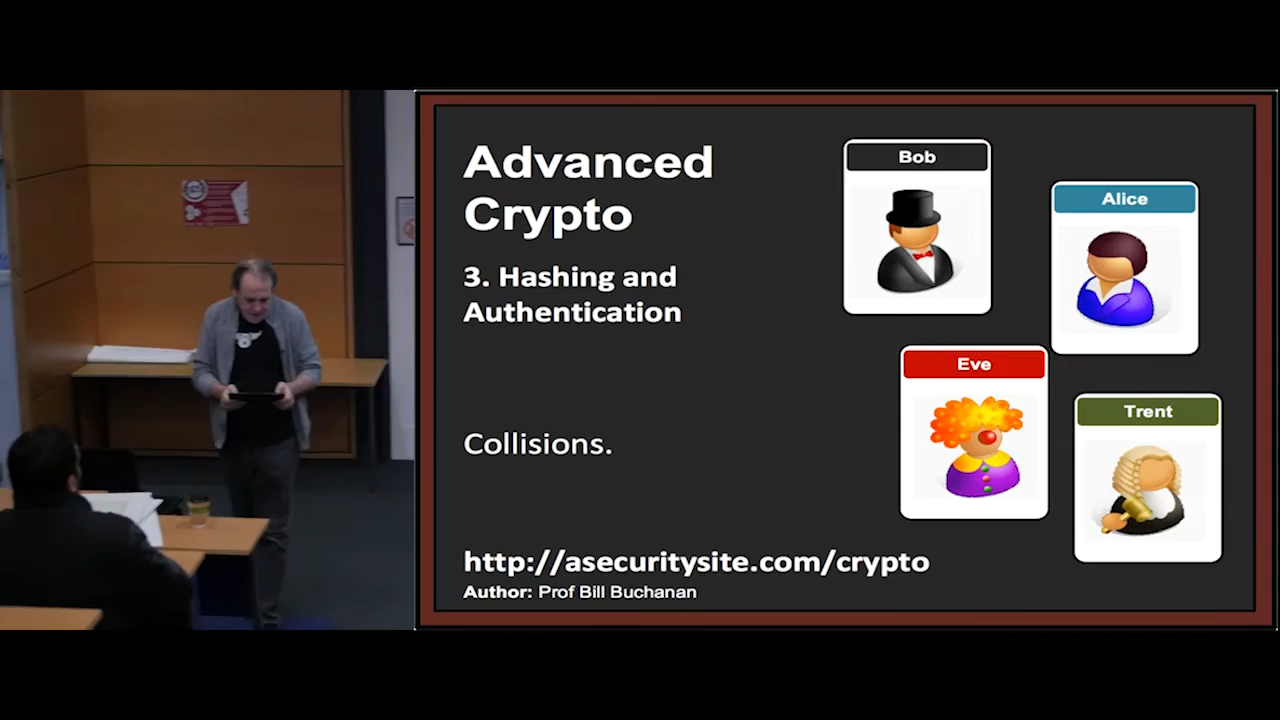 Advanced
Crypto
3. Hashing and
Authentication
Collisions.
http://asecuritysite.com/crypto
Author: Prof Bill Buchanan
Bob
Alice
Eve
Trent